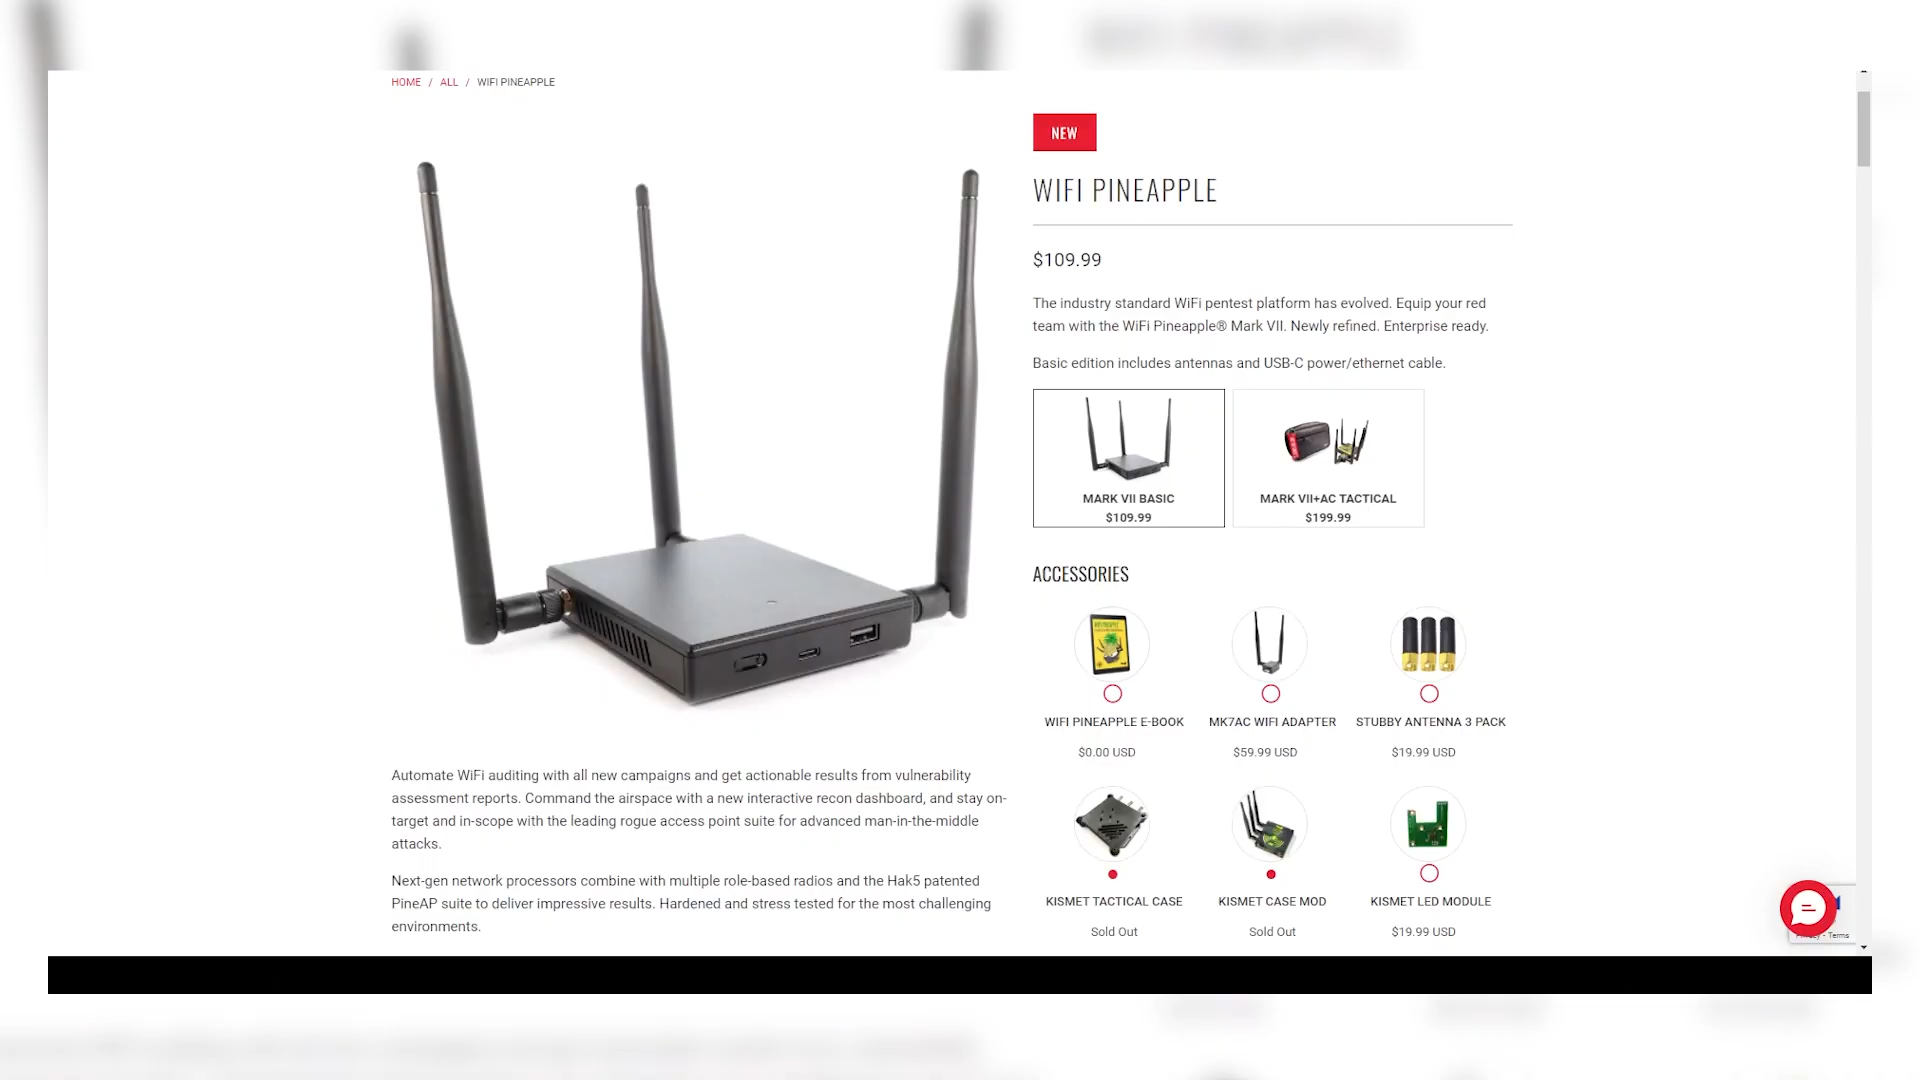 HOME / ALL / WIFI PINEAPPLE
NEW
WIFI PINEAPPLE
$109.99
The industry standard WiFi pentest platform has evolved. Equip your red
team with the WiFi Pineapple® Mark VII. Newly refined. Enterprise ready.
Basic edition includes antennas and USB-C power/ethernet cable.
MARK VII BASIC
$109.99
MARK VII+AC TACTICAL
$199.99
ACCESSORIES
WIFI PINEAPPLE E-BOOK
$0.00 USD
MK7AC WIFI ADAPTER
$59.99 USD
STUBBY ANTENNA 3 PACK
$19.99 USD
KISMET TACTICAL CASE
Sold Out
KISMET CASE MOD
Sold Out
KISMET LED MODULE
$19.99 USD
Automate WiFi auditing with all new campaigns and get actionable results from vulnerability
assessment reports. Command the airspace with a new interactive recon dashboard, and stay on-
target and in-scope with the leading rogue access point suite for advanced man-in-the-middle
attacks.
Next-gen network processors combine with multiple role-based radios and the Hak5 patented
PineAP suite to deliver impressive results. Hardened and stress tested for the most challenging
environments.
Terms